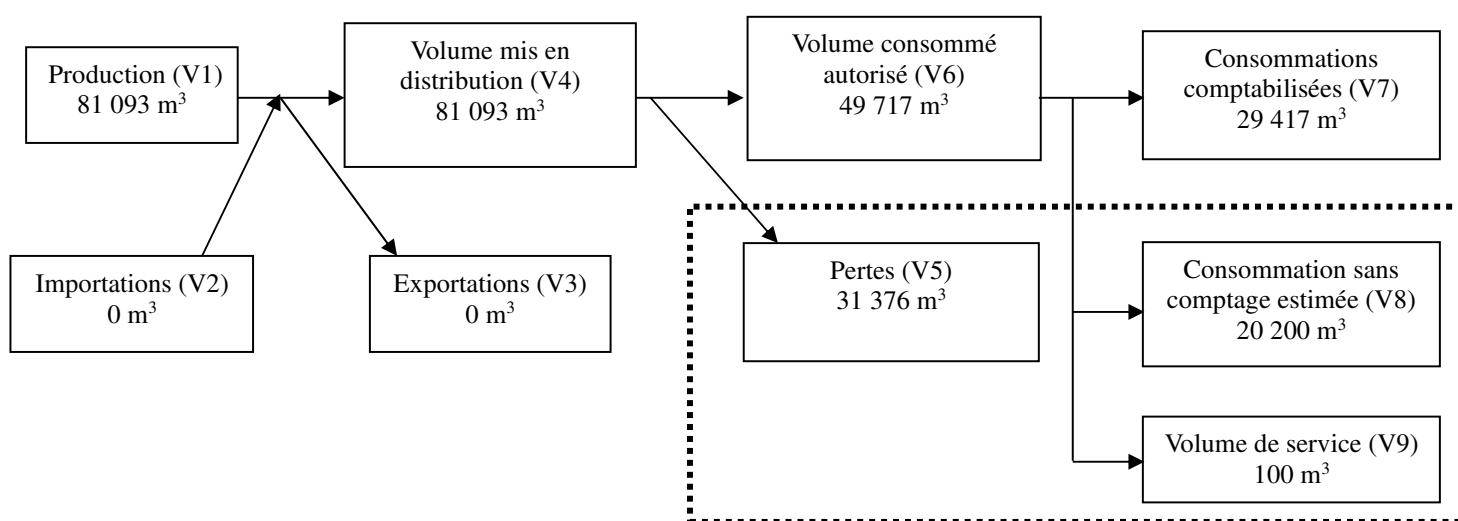 Production (V1)
81 093 m³
Volume mis en
distribution (V4)
81 093 m³
Volume consommé
autorisé (V6)
49 717 m³
Consommations
comptabilisées (V7)
29 417 m³
Importations (V2)
0 m³
Exportations (V3)
0 m³
Pertes (V5)
31 376 m³
Consommation sans
comptage estimée (V8)
20 200 m³
Volume de service (V9)
100 m³